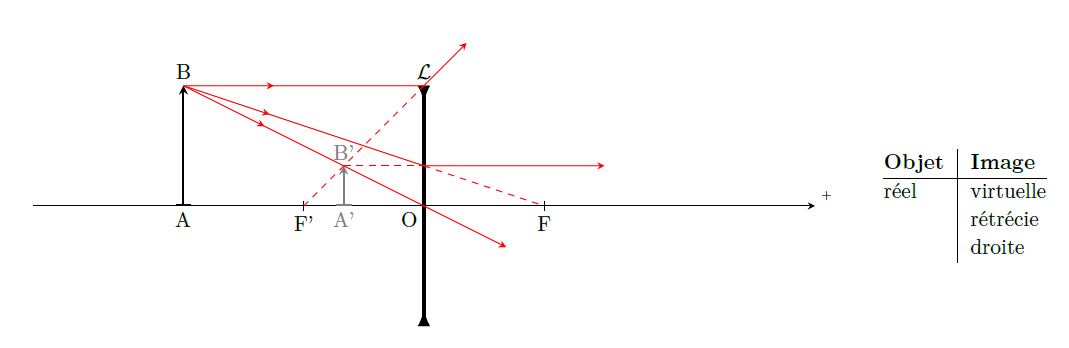 B
ℒ
B'
A
F'
A'
O
F
+
Objet Image
réel virtuelle
rétrécie
droite